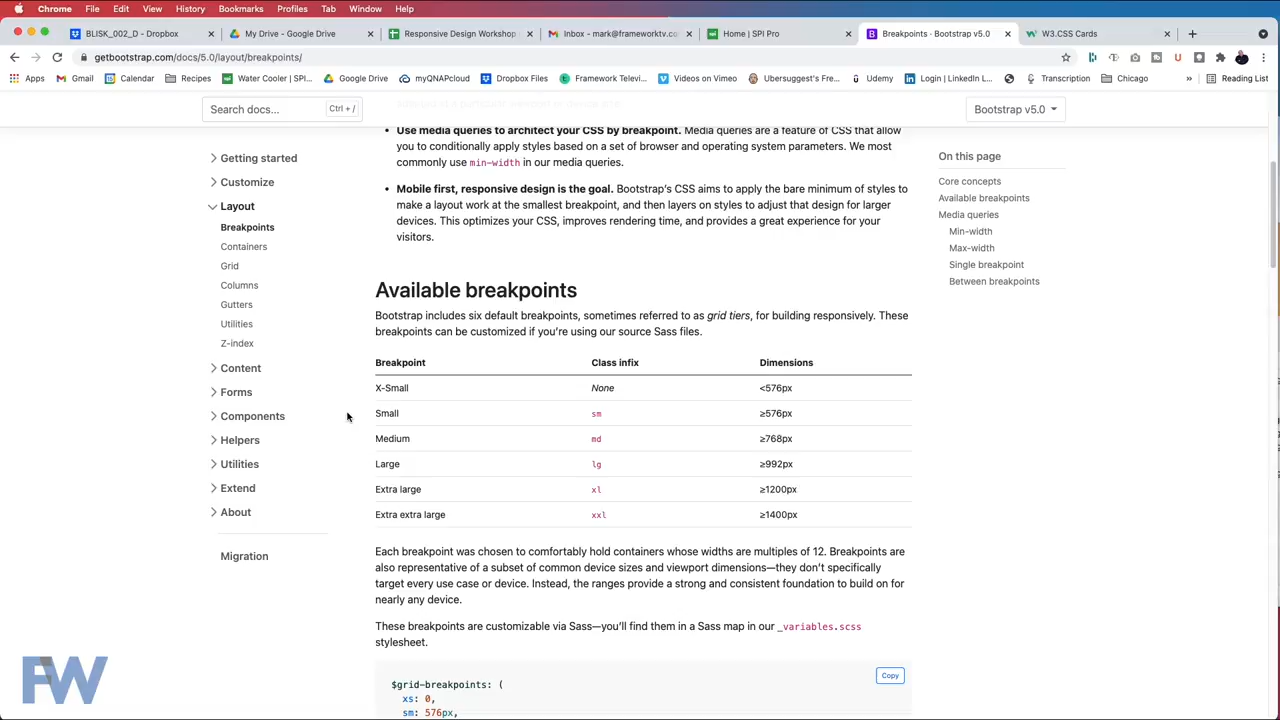 Chrome File Edit View History Bookmarks Profiles Tab Window Help
BLISK_002_D - Dropbox My Drive - Google Drive Responsive Design Workshop Inbox - mark@frameworktv.co Home | SPI Pro Breakpoints · Bootstrap v5.0 W3.CSS Cards
getbootstrap.com/docs/5.0/layout/breakpoints/
Apps Gmail Calendar Recipes Water Cooler | SPI... Google Drive myQNAPcloud Dropbox Files Framework Televi... Videos on Vimeo Ubersuggest's Fre... Udemy Login | LinkedIn L... Transcription Chicago » Reading List
Search docs... Ctrl + /
Bootstrap v5.0
Getting started
Customize
Layout
Breakpoints
Containers
Grid
Columns
Gutters
Utilities
Z-index
Content
Forms
Components
Helpers
Utilities
Extend
About
Migration
• Use media queries to architect your CSS by breakpoint. Media queries are a feature of CSS that allow
you to conditionally apply styles based on a set of browser and operating system parameters. We most
commonly use min-width in our media queries.
• Mobile first, responsive design is the goal. Bootstrap's CSS aims to apply the bare minimum of styles to
make a layout work at the smallest breakpoint, and then layers on styles to adjust that design for larger
devices. This optimizes your CSS, improves rendering time, and provides a great experience for your
visitors.
Available breakpoints
Bootstrap includes six default breakpoints, sometimes referred to as grid tiers, for building responsively. These
breakpoints can be customized if you're using our source Sass files.
Breakpoint Class infix Dimensions
X-Small None <576px
Small sm ≥576px
Medium md ≥768px
Large lg ≥992px
Extra large xl ≥1200px
Extra extra large xxl ≥1400px
Each breakpoint was chosen to comfortably hold containers whose widths are multiples of 12. Breakpoints are
also representative of a subset of common device sizes and viewport dimensions—they don't specifically
target every use case or device. Instead, the ranges provide a strong and consistent foundation to build on for
nearly any device.
These breakpoints are customizable via Sass—you'll find them in a Sass map in our _variables.scss
stylesheet.
Copy
$grid-breakpoints: (
xs: 0,
sm: 576px,
On this page
Core concepts
Available breakpoints
Media queries
Min-width
Max-width
Single breakpoint
Between breakpoints
FW